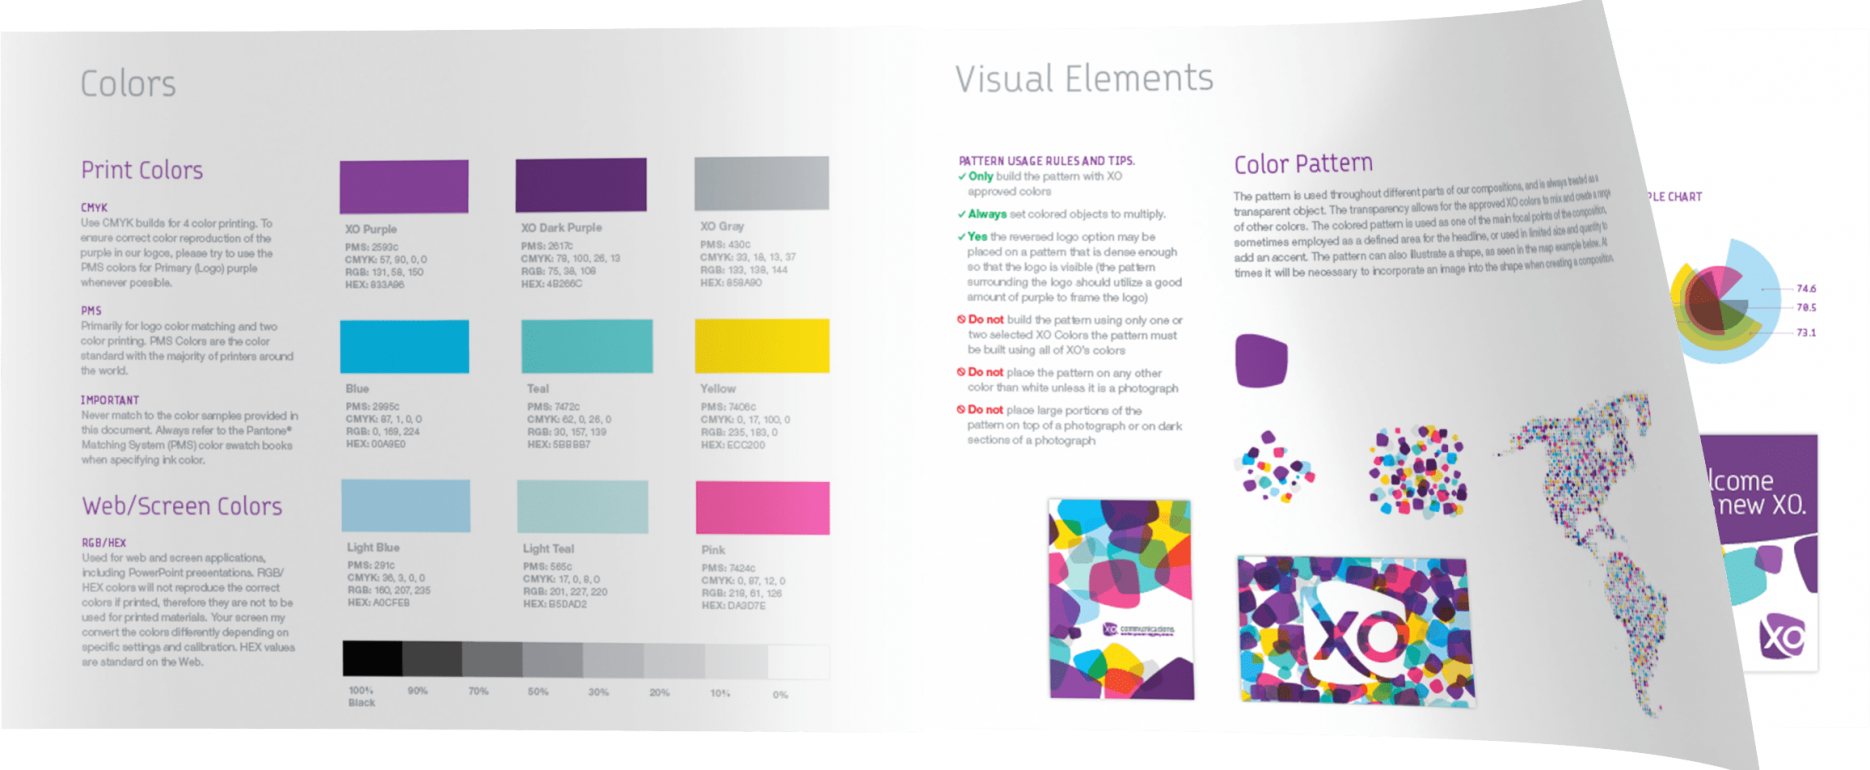 Colors
Print Colors
CMYK
Use CMYK builds for 4 color printing. To
ensure correct color reproduction of the
purple in our logos, please try to use the
PMS colors for Primary (Logo) purple
whenever possible.
PMS
Primarily for logo color matching and two
color printing. PMS Colors are the color
standard with the majority of printers around
the world.
IMPORTANT
Never match to the color samples provided in
this document. Always refer to the Pantone®
Matching System (PMS) color swatch books
when specifying ink color.
Web/Screen Colors
RGB/HEX
Used for web and screen applications,
including PowerPoint presentations. RGB/
HEX colors will not reproduce the correct
colors if printed, therefore they are not to be
used for printed materials. Your screen my
convert the colors differently depending on
specific settings and calibration. HEX values
are standard on the Web.
XO Purple
PMS: 2593c
CMYK: 57, 90, 0, 0
RGB: 131, 58, 150
HEX: 833A96
XO Dark Purple
PMS: 2617c
CMYK: 79, 100, 26, 13
RGB: 75, 38, 108
HEX: 4B266C
XO Gray
PMS: 430c
CMYK: 33, 18, 13, 37
RGB: 133, 138, 144
HEX: 858A90
Blue
PMS: 2995c
CMYK: 87, 1, 0, 0
RGB: 0, 169, 224
HEX: 00A9E0
Teal
PMS: 7472c
CMYK: 62, 0, 26, 0
RGB: 30, 157, 139
HEX: 5BBBB7
Yellow
PMS: 7406c
CMYK: 0, 17, 100, 0
RGB: 235, 183, 0
HEX: ECC200
Light Blue
PMS: 291c
CMYK: 36, 3, 0, 0
RGB: 160, 207, 235
HEX: A0CFEB
Light Teal
PMS: 565c
CMYK: 17, 0, 8, 0
RGB: 201, 227, 220
HEX: B5DAD2
Pink
PMS: 7424c
CMYK: 0, 87, 12, 0
RGB: 218, 61, 126
HEX: DA3D7E
100% 90% 70% 50% 30% 20% 10% 0%
Black
Visual Elements
PATTERN USAGE RULES AND TIPS.
✓ Only build the pattern with XO
approved colors
✓ Always set colored objects to multiply.
✓ Yes the reversed logo option may be
placed on a pattern that is dense enough
so that the logo is visible (the pattern
surrounding the logo should utilize a good
amount of purple to frame the logo)
Do not build the pattern using only one or
two selected XO Colors the pattern must
be built using all of XO's colors
Do not place the pattern on any other
color than white unless it is a photograph
Do not place large portions of the
pattern on top of a photograph or on dark
sections of a photograph
Color Pattern
The pattern is used throughout different parts of our compositions, and is always treated as a
transparent object. The transparency allows for the approved XO colors to mix and create a range
of other colors. The colored pattern is used as one of the main focal points of the composition,
sometimes employed as a defined area for the headline, or used in limited size and quantity to
add an accent. The pattern can also illustrate a shape, as seen in the map example below. At
times it will be necessary to incorporate an image into the shape when creating a composition.
XO communications
XO
PLE CHART
74.6
70.5
73.1
lcome
new XO.
XO